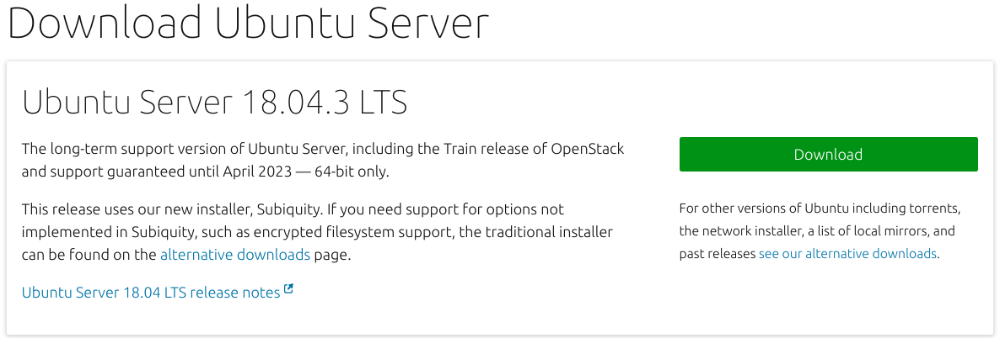 Download Ubuntu Server
Ubuntu Server 18.04.3 LTS
The long-term support version of Ubuntu Server, including the Train release of OpenStack
and support guaranteed until April 2023 — 64-bit only.
This release uses our new installer, Subiquity. If you need support for options not
implemented in Subiquity, such as encrypted filesystem support, the traditional installer
can be found on the alternative downloads page.
Ubuntu Server 18.04 LTS release notes
Download
For other versions of Ubuntu including torrents,
the network installer, a list of local mirrors, and
past releases see our alternative downloads.